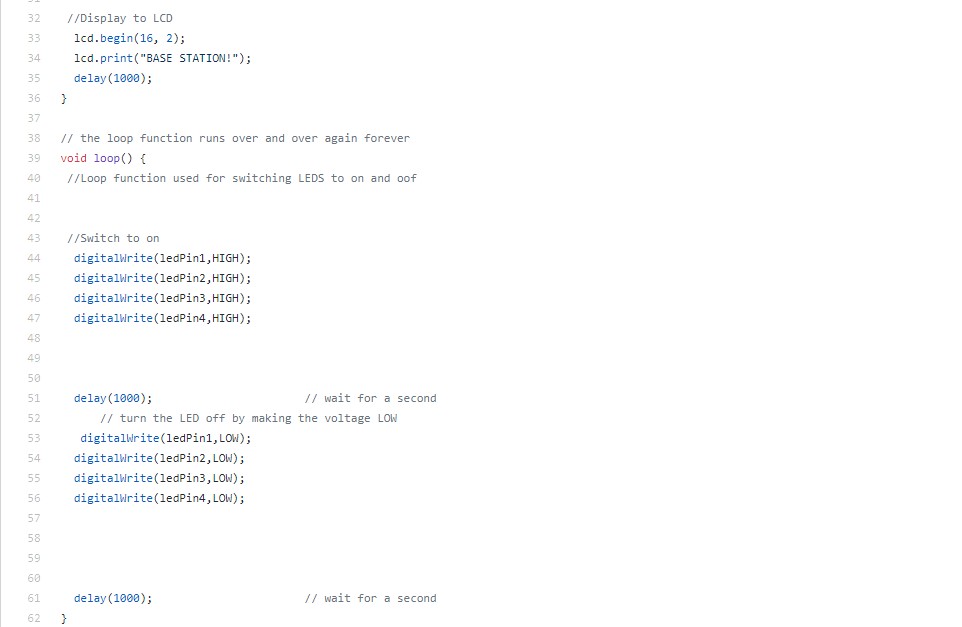 32 //Display to LCD
33 lcd.begin(16, 2);
34 lcd.print("BASE STATION!");
35 delay(1000);
36 }
37
38 // the loop function runs over and over again forever
39 void loop() {
40 //Loop function used for switching LEDS to on and oof
41
42
43 //Switch to on
44 digitalWrite(ledPin1,HIGH);
45 digitalWrite(ledPin2,HIGH);
46 digitalWrite(ledPin3,HIGH);
47 digitalWrite(ledPin4,HIGH);
48
49
50
51 delay(1000); // wait for a second
52 // turn the LED off by making the voltage LOW
53 digitalWrite(ledPin1,LOW);
54 digitalWrite(ledPin2,LOW);
55 digitalWrite(ledPin3,LOW);
56 digitalWrite(ledPin4,LOW);
57
58
59
60
61 delay(1000); // wait for a second
62 }